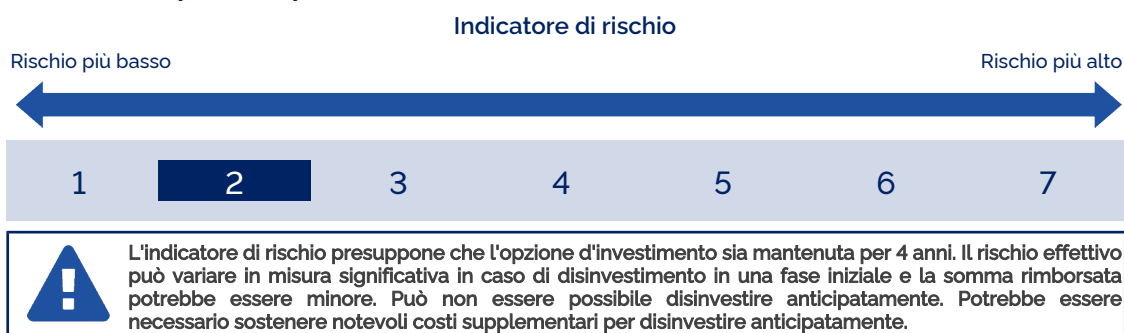 Indicatore di rischio
Rischio più basso Rischio più alto
1 2 3 4 5 6 7
L'indicatore di rischio presuppone che l'opzione d'investimento sia mantenuta per 4 anni. Il rischio effettivo
può variare in misura significativa in caso di disinvestimento in una fase iniziale e la somma rimborsata
potrebbe essere minore. Può non essere possibile disinvestire anticipatamente. Potrebbe essere
necessario sostenere notevoli costi supplementari per disinvestire anticipatamente.